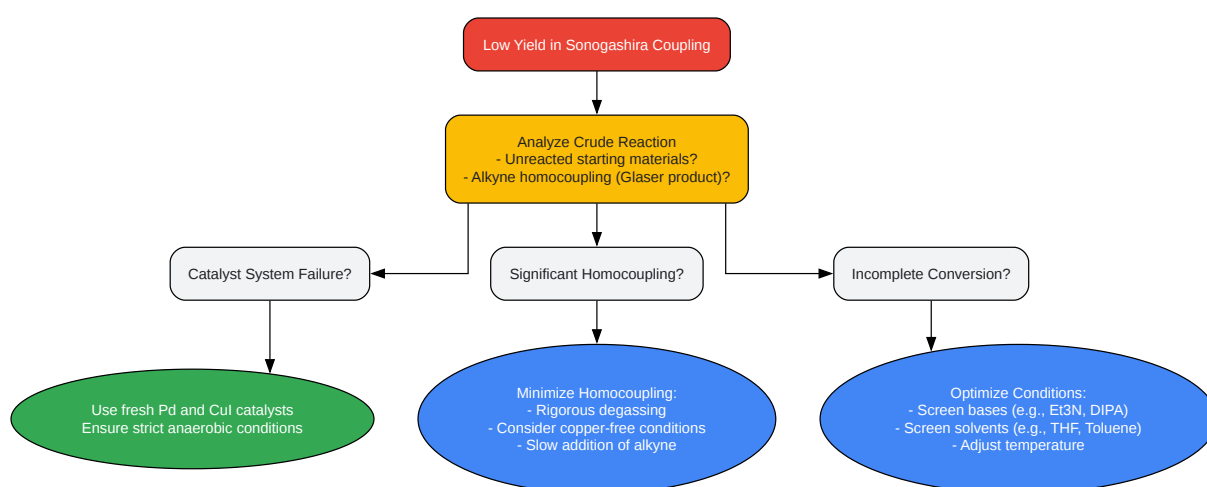 Low Yield in Sonogashira Coupling
Analyze Crude Reaction
- Unreacted starting materials?
- Alkyne homocoupling (Glaser product)?
Catalyst System Failure?
Significant Homocoupling?
Incomplete Conversion?
Use fresh Pd and CuI catalysts
Ensure strict anaerobic conditions
Minimize Homocoupling:
- Rigorous degassing
- Consider copper-free conditions
- Slow addition of alkyne
Optimize Conditions:
- Screen bases (e.g., Et3N, DIPA)
- Screen solvents (e.g., THF, Toluene)
- Adjust temperature